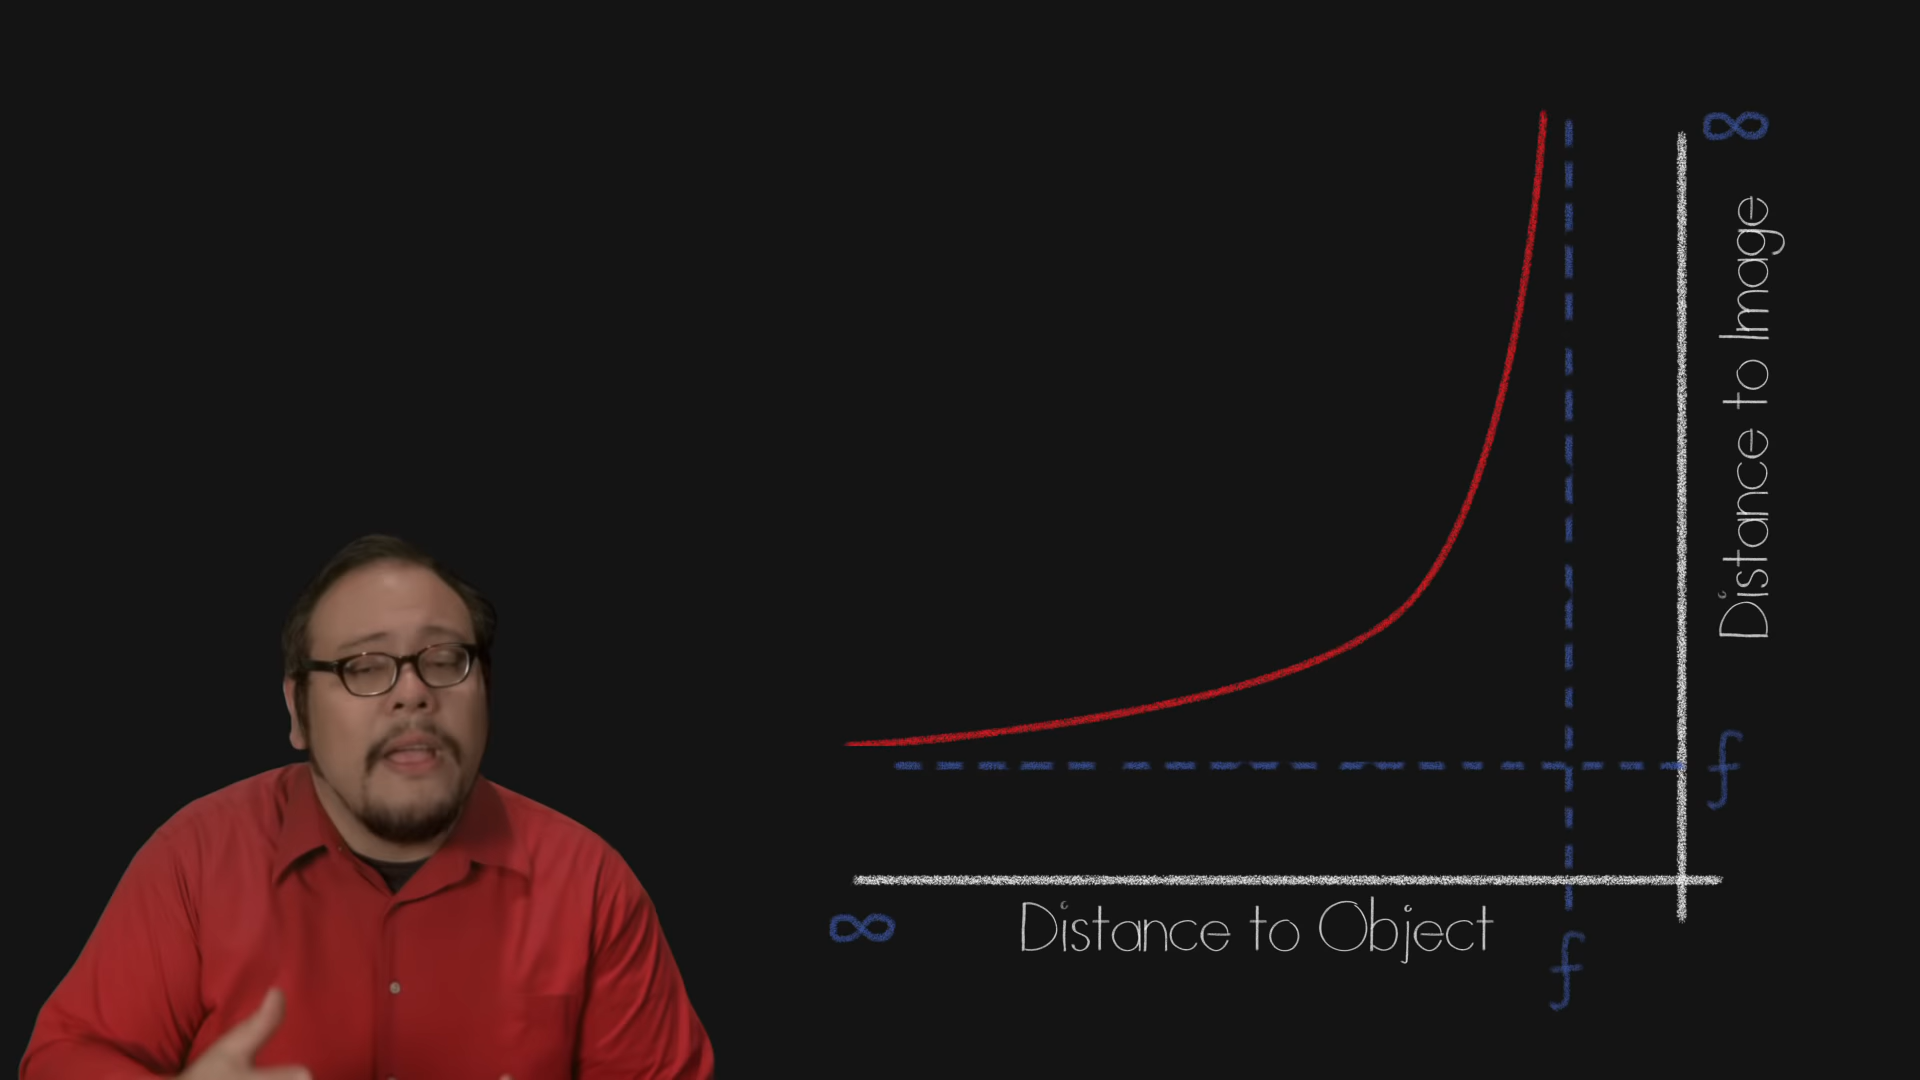 ∞
Distance to Image
f
∞
Distance to Object
f